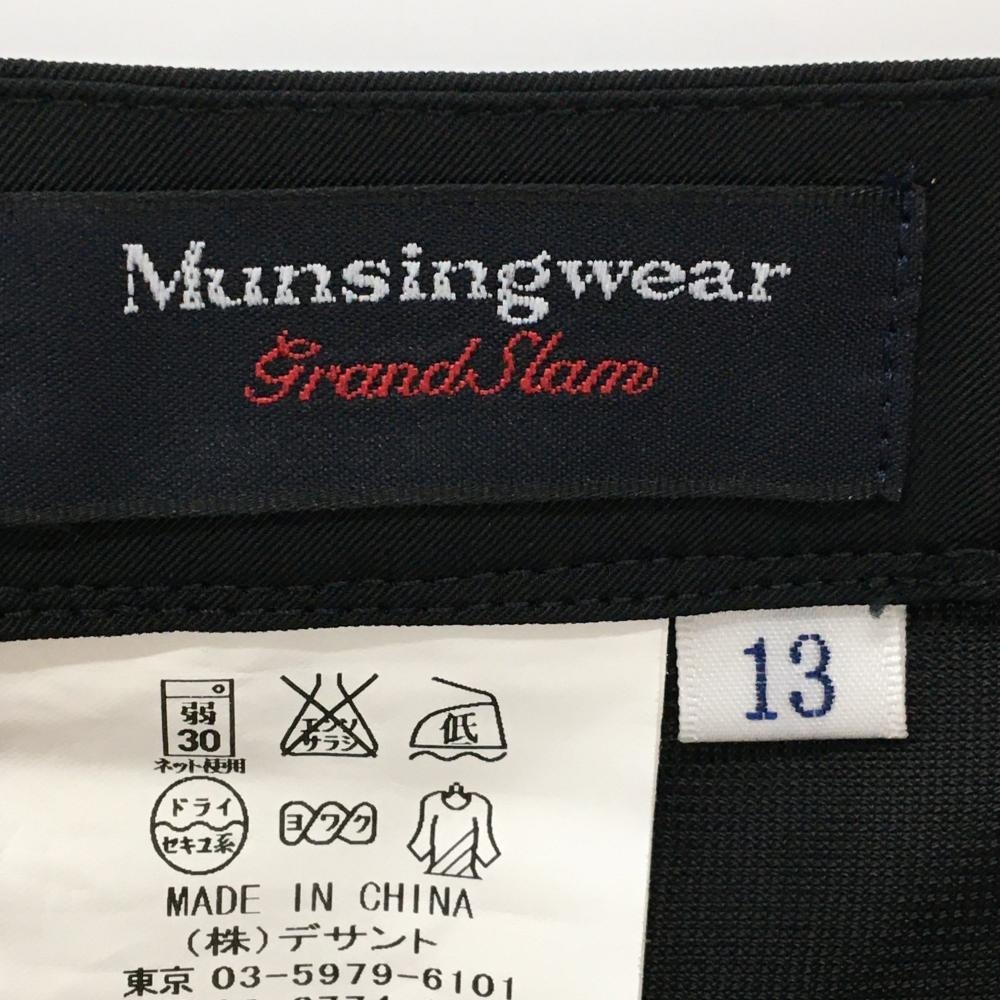 Munsingwear
Grand Slam
13
弱
30
ネット使用
エンソ
サラシ
低
ドライ
セキユ系
ヨワク
MADE IN CHINA
(株)デサント
東京 03-5979-6101